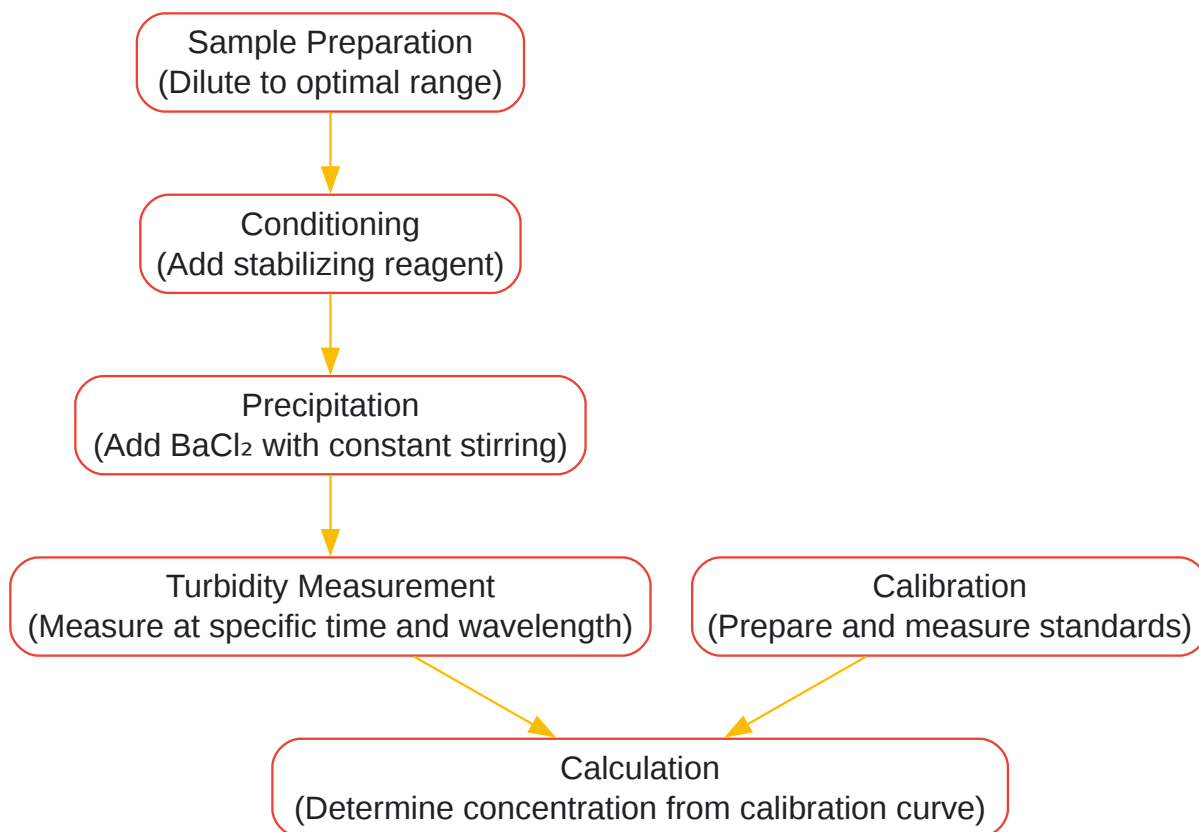 Sample Preparation
(Dilute to optimal range)
Conditioning
(Add stabilizing reagent)
Precipitation
(Add BaCl₂ with constant stirring)
Turbidity Measurement
(Measure at specific time and wavelength)
Calibration
(Prepare and measure standards)
Calculation
(Determine concentration from calibration curve)